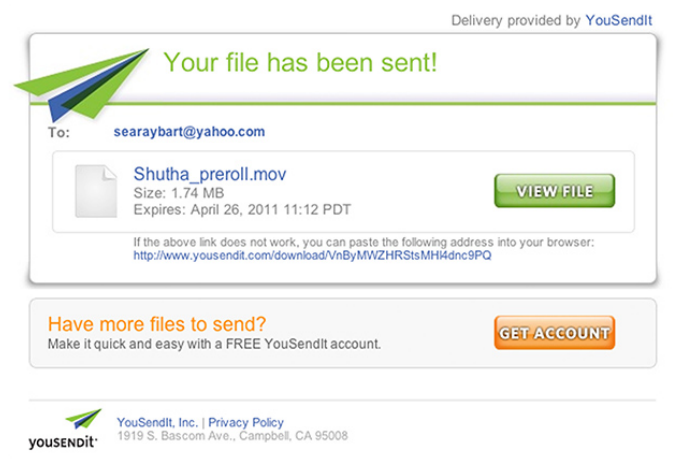 Delivery provided by YouSendIt
Your file has been sent!
To: searaybart@yahoo.com
Shutha_preroll.mov
Size: 1.74 MB
Expires: April 26, 2011 11:12 PDT
VIEW FILE
If the above link does not work, you can paste the following address into your browser:
http://www.yousendit.com/download/VnByMWZHRStsMHl4dnc9PQ
Have more files to send?
Make it quick and easy with a FREE YouSendIt account.
GET ACCOUNT
YouSendIt, Inc. | Privacy Policy
1919 S. Bascom Ave., Campbell, CA 95008
YOUSENDIT